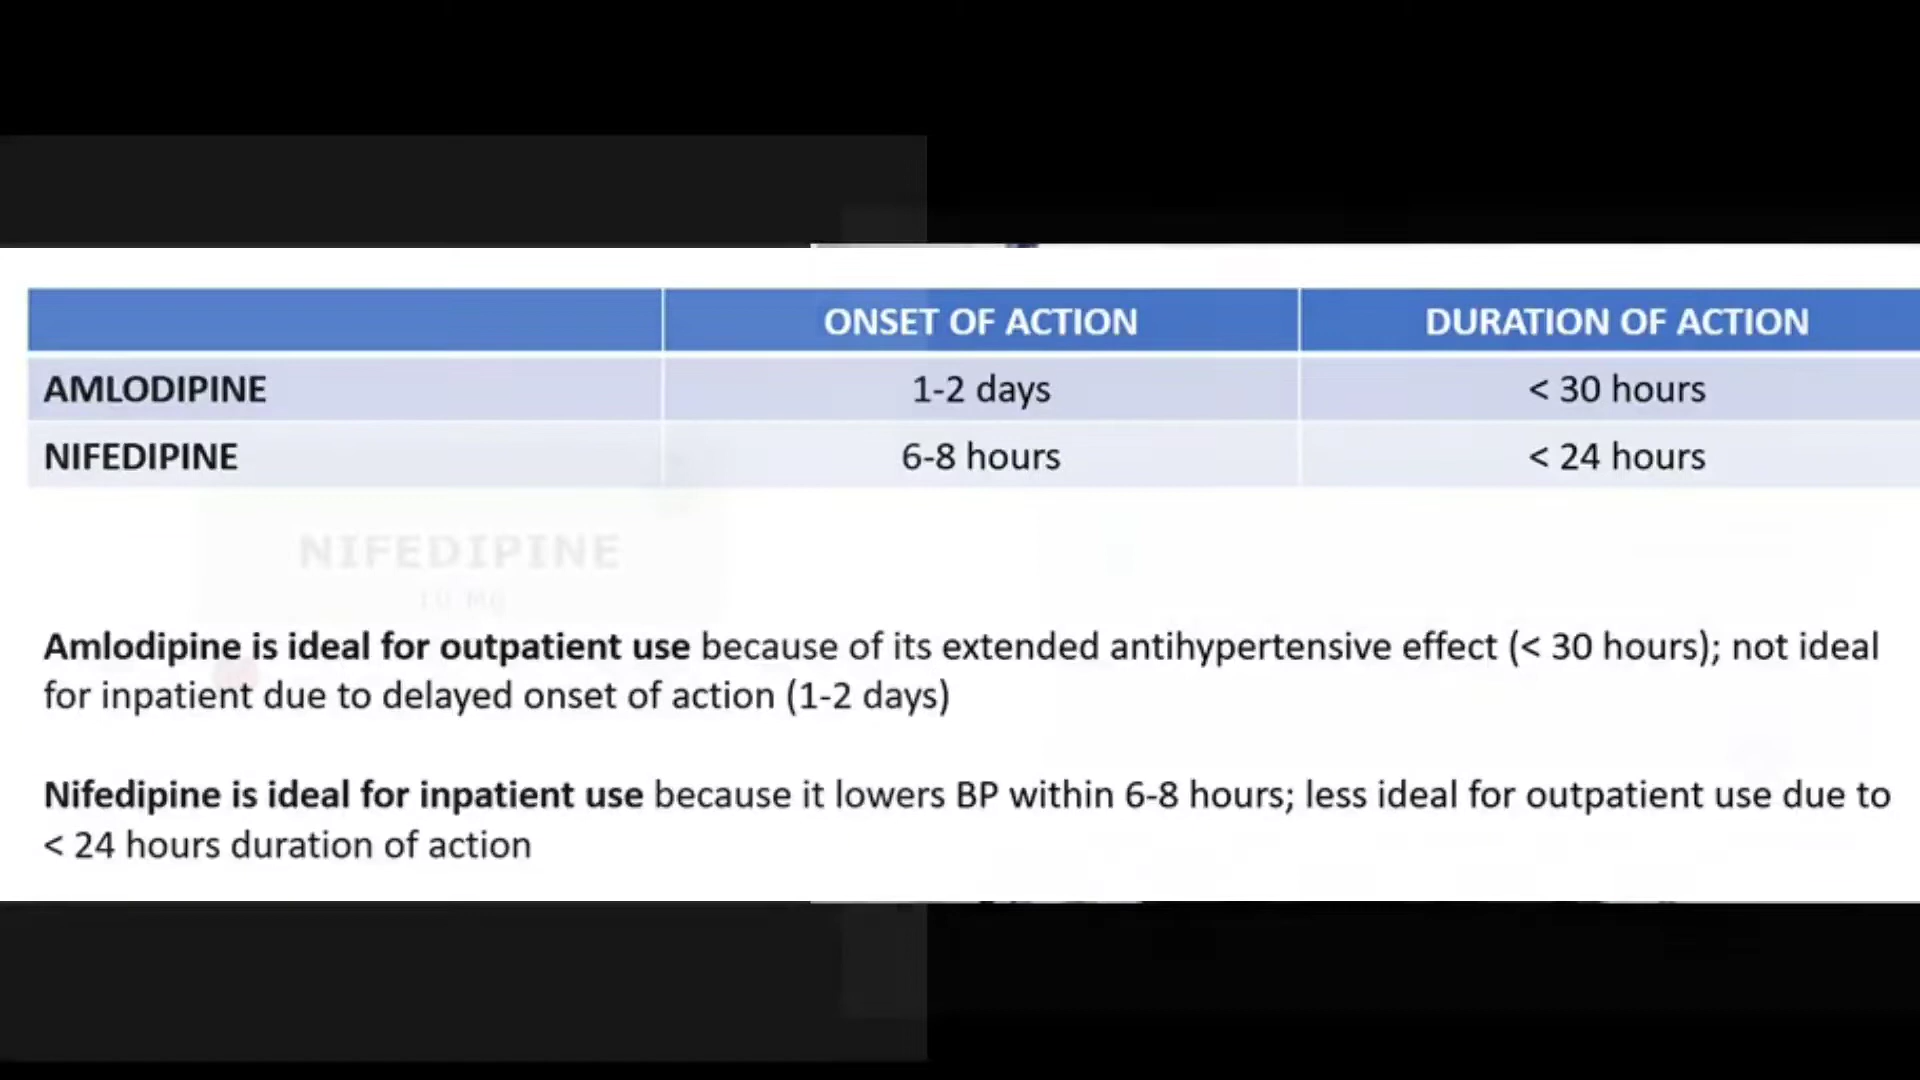 ONSET OF ACTION DURATION OF ACTION
AMLODIPINE 1-2 days < 30 hours
NIFEDIPINE 6-8 hours < 24 hours
NIFEDIPINE
10 MG
Amlodipine is ideal for outpatient use because of its extended antihypertensive effect (< 30 hours); not ideal
for inpatient due to delayed onset of action (1-2 days)
Nifedipine is ideal for inpatient use because it lowers BP within 6-8 hours; less ideal for outpatient use due to
< 24 hours duration of action